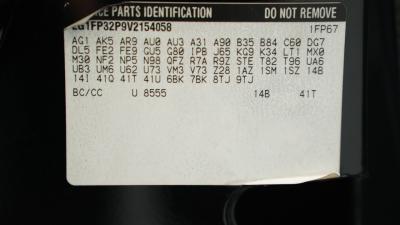 CE PARTS IDENTIFICATION DO NOT REMOVE
2G1FP32P9V2154058 1FP67
AG1 AK5 AR9 AU0 AU3 A31 A90 B35 B84 C60 DG7
DL5 FE2 FE9 GU5 G80 IPB J65 KG9 K34 LT1 MX0
M30 NF2 NP5 N98 QFZ R7A R9Z STE T82 T96 UA6
UB3 UM6 U62 U73 VM3 V73 Z28 1AZ 1SM 1SZ 14B
14I 41Q 41T 41U 6BK 7BK 8TJ 9TJ
BC/CC U 8555 14B 41T